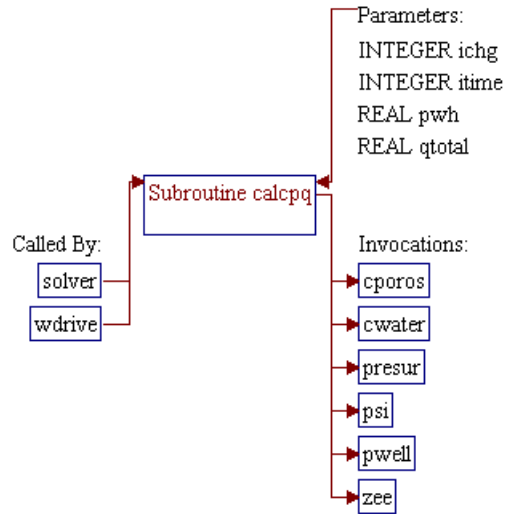 Parameters:
INTEGER ichg
INTEGER itime
REAL pwh
REAL qtotal
Subroutine calcpq
Called By:
solver
wdrive
Invocations:
cporos
cwater
presur
psi
pwell
zee